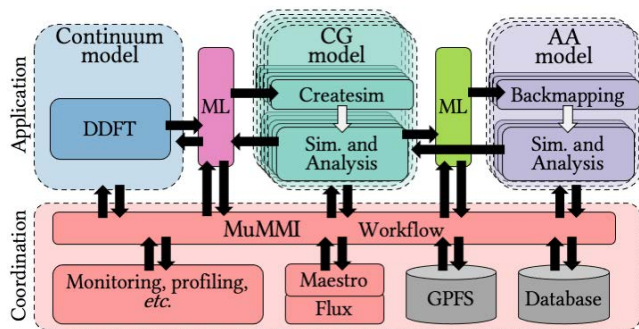 Application
Continuum
model
DDFT
ML
CG
model
Createsim
Sim. and
Analysis
ML
AA
model
Backmapping
Sim. and
Analysis
Coordination
MuMMI Workflow
Monitoring, profiling,
etc.
Maestro
Flux
GPFS
Database